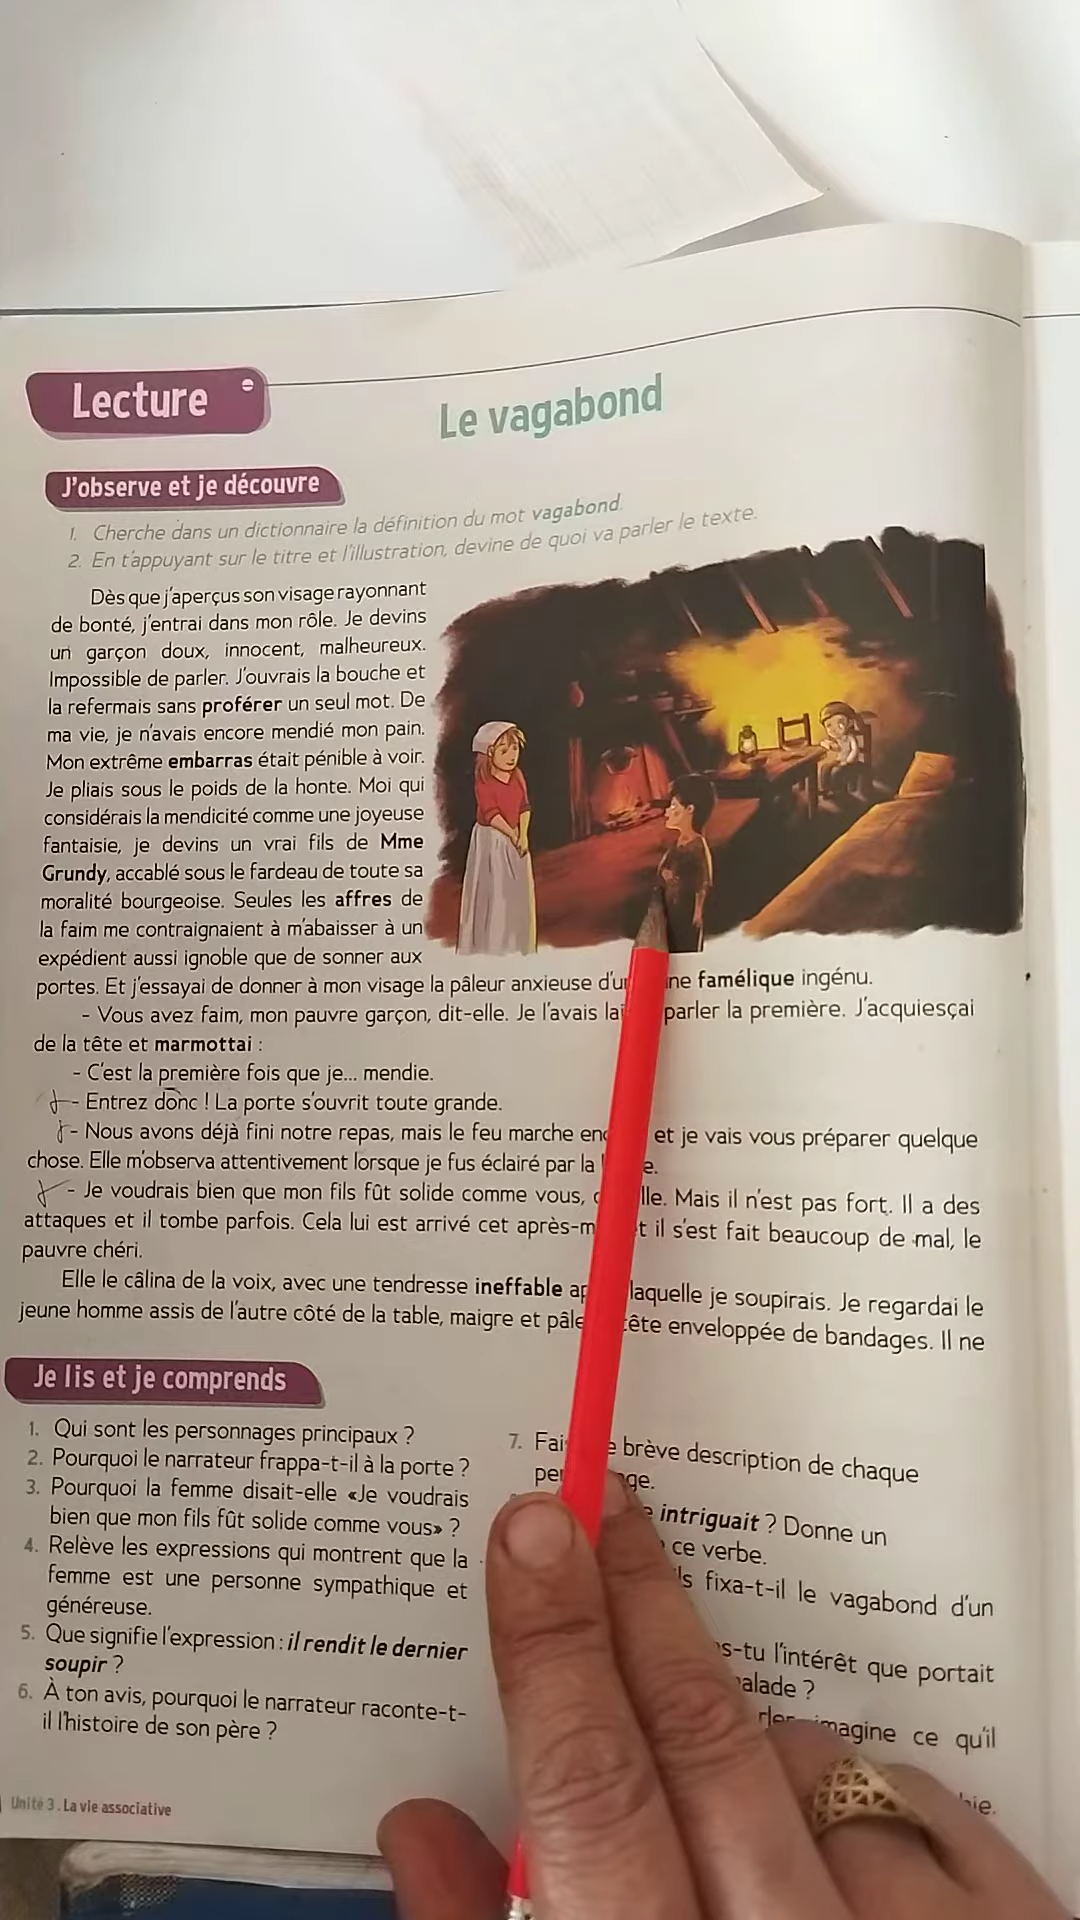 Lecture
Le vagabond
J'observe et je découvre
1. Cherche dans un dictionnaire la définition du mot vagabond.
2. En t'appuyant sur le titre et l'illustration, devine de quoi va parler le texte.
Dès que j'aperçus son visage rayonnant
de bonté, j'entrai dans mon rôle. Je devins
un garçon doux, innocent, malheureux.
Impossible de parler. J'ouvrais la bouche et
la refermais sans proférer un seul mot. De
ma vie, je n'avais encore mendié mon pain.
Mon extrême embarras était pénible à voir.
Je pliais sous le poids de la honte. Moi qui
considérais la mendicité comme une joyeuse
fantaisie, je devins un vrai fils de Mme
Grundy, accablé sous le fardeau de toute sa
moralité bourgeoise. Seules les affres de
la faim me contraignaient à m'abaisser à un
expédient aussi ignoble que de sonner aux
portes. Et j'essayai de donner à mon visage la pâleur anxieuse famélique ingénu.
- Vous avez faim, mon pauvre garçon, dit-elle. Je l'avais parler la première. J'acquiesçai
de la tête et marmottai :
- C'est la première fois que je... mendie.
- Entrez donc ! La porte s'ouvrit toute grande.
- Nous avons déjà fini notre repas, mais le feu marche et je vais vous préparer quelque
chose. Elle m'observa attentivement lorsque je fus éclairé par la
- Je voudrais bien que mon fils fût solide comme vous, Mais il n'est pas fort. Il a des
attaques et il tombe parfois. Cela lui est arrivé cet il s'est fait beaucoup de mal, le
pauvre chéri.
Elle le câlina de la voix, avec une tendresse ineffable laquelle je soupirais. Je regardai le
jeune homme assis de l'autre côté de la table, maigre et enveloppée de bandages. Il ne
Je lis et je comprends
1. Qui sont les personnages principaux ?
2. Pourquoi le narrateur frappa-t-il à la porte ?
3. Pourquoi la femme disait-elle «Je voudrais
bien que mon fils fût solide comme vous» ?
4. Relève les expressions qui montrent que la
femme est une personne sympathique et
généreuse.
5. Que signifie l'expression : il rendit le dernier
soupir ?
6. À ton avis, pourquoi le narrateur raconte-t-
il l'histoire de son père ?
7. brève description de chaque
intriguait ? Donne un
ce verbe.
fixa-t-il le vagabond d'un
l'intérêt que portait
imagine ce qu'il
Unité 3 . La vie associative